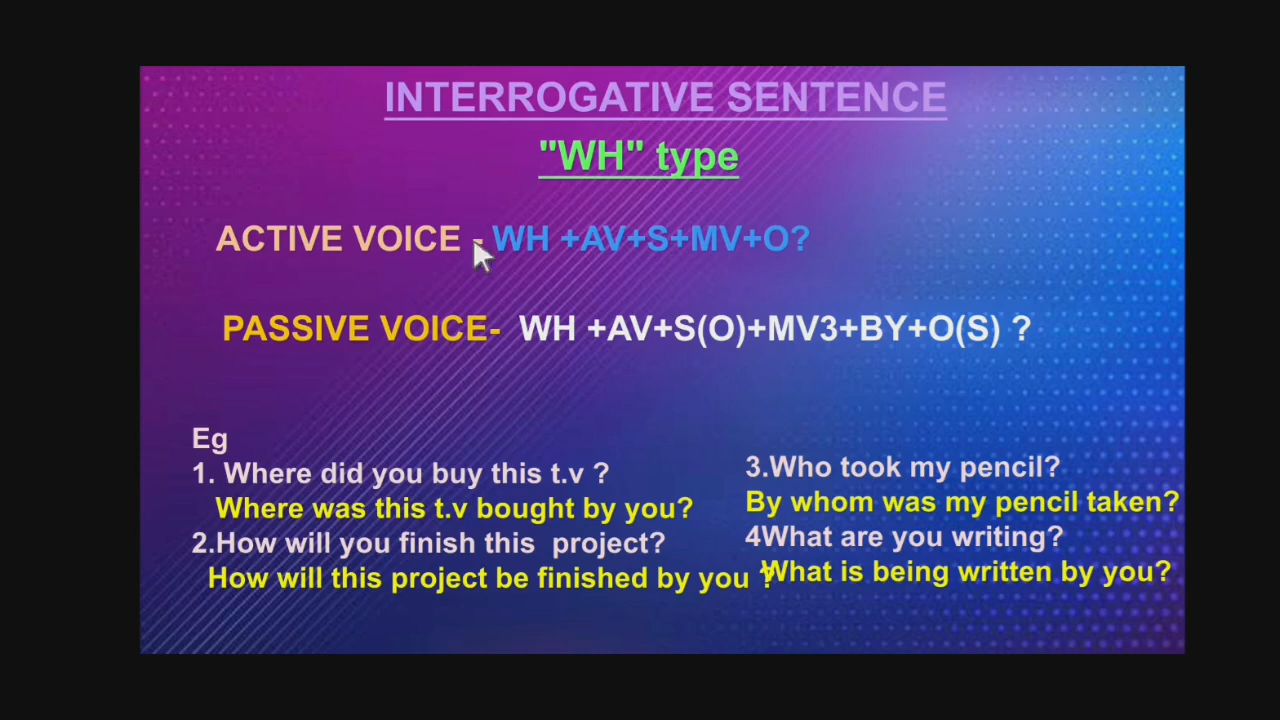 INTERROGATIVE SENTENCE
"WH" type
ACTIVE VOICE - WH +AV+S+MV+O?
PASSIVE VOICE- WH +AV+S(O)+MV3+BY+O(S) ?
Eg
1. Where did you buy this t.v ?
Where was this t.v bought by you?
2.How will you finish this project?
How will this project be finished by you ?
3.Who took my pencil?
By whom was my pencil taken?
4What are you writing?
What is being written by you?